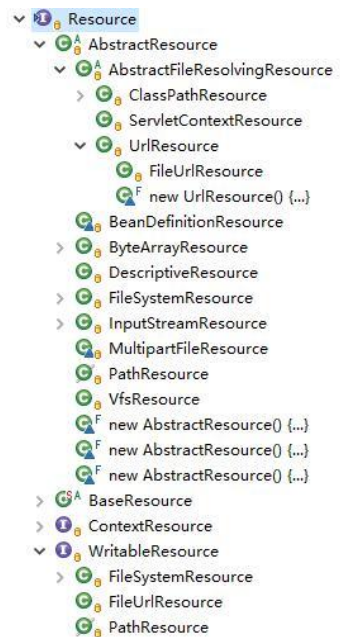 Resource
AbstractResource
AbstractFileResolvingResource
ClassPathResource
ServletContextResource
UrlResource
FileUrlResource
new UrlResource() {...}
BeanDefinitionResource
ByteArrayResource
DescriptiveResource
FileSystemResource
InputStreamResource
MultipartFileResource
PathResource
VfsResource
new AbstractResource() {...}
new AbstractResource() {...}
new AbstractResource() {...}
BaseResource
ContextResource
WritableResource
FileSystemResource
FileUrlResource
PathResource